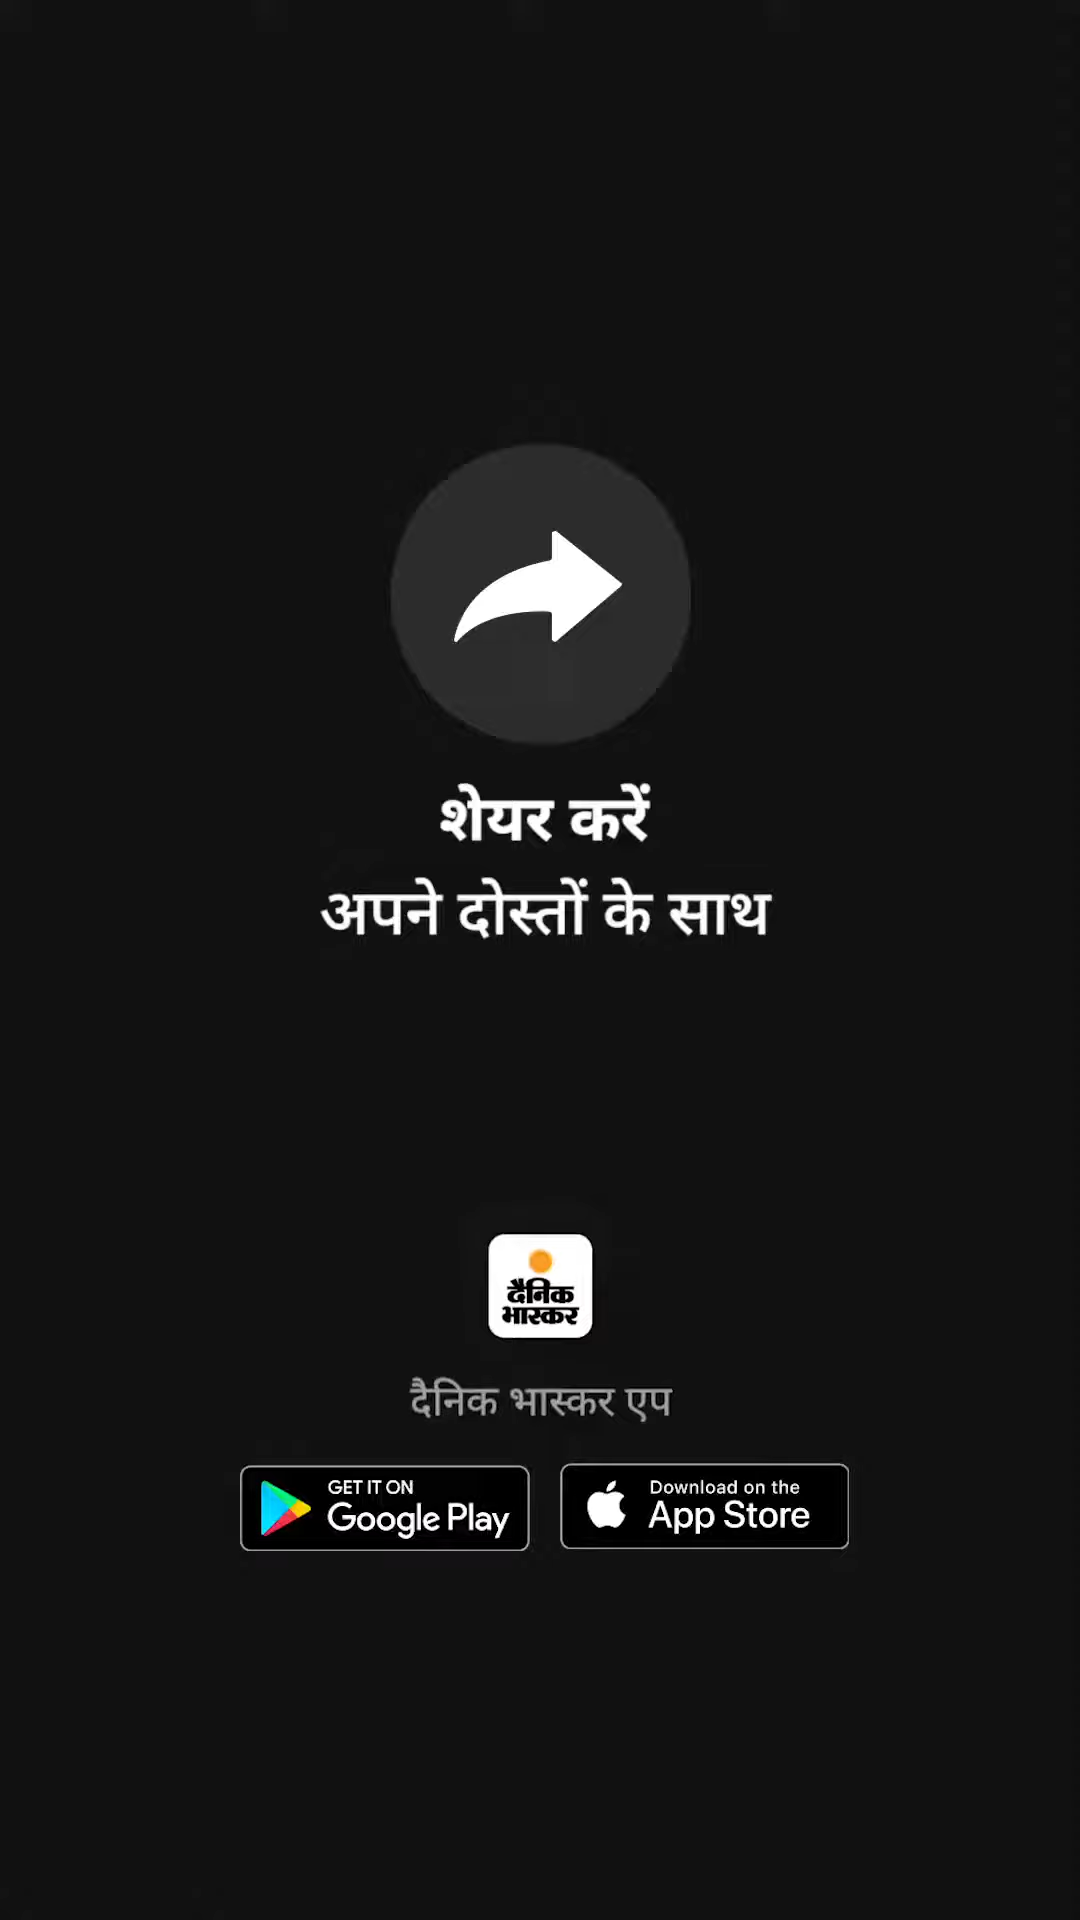 शेयर करें
अपने दोस्तों के साथ
दैनिक
भास्कर
दैनिक भास्कर एप
GET IT ON
Google Play
Download on the
App Store